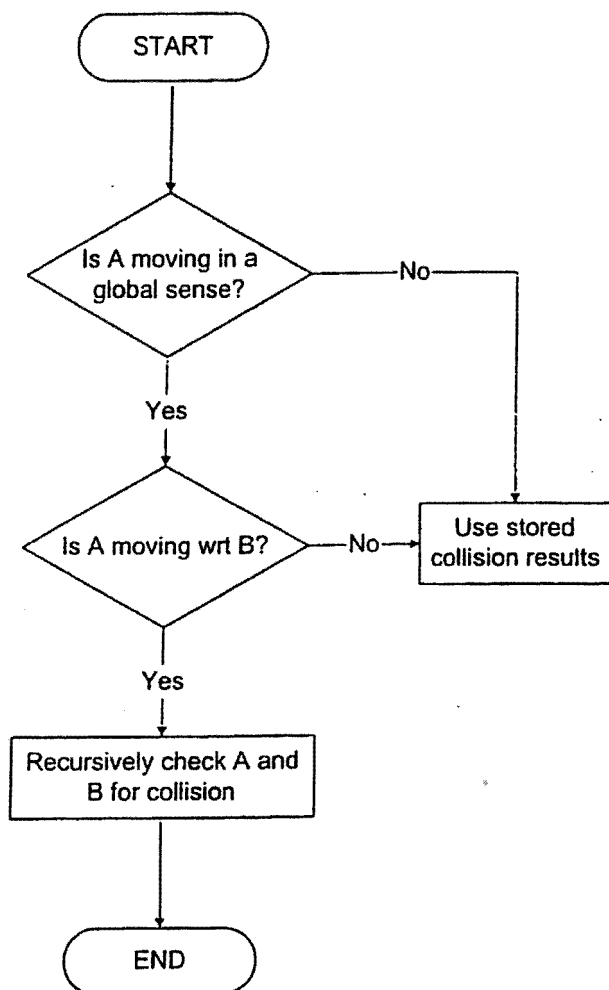 START
Is A moving in a
global sense?
No
Yes
Is A moving wrt B?
No
Use stored
collision results
Yes
Recursively check A and
B for collision
END